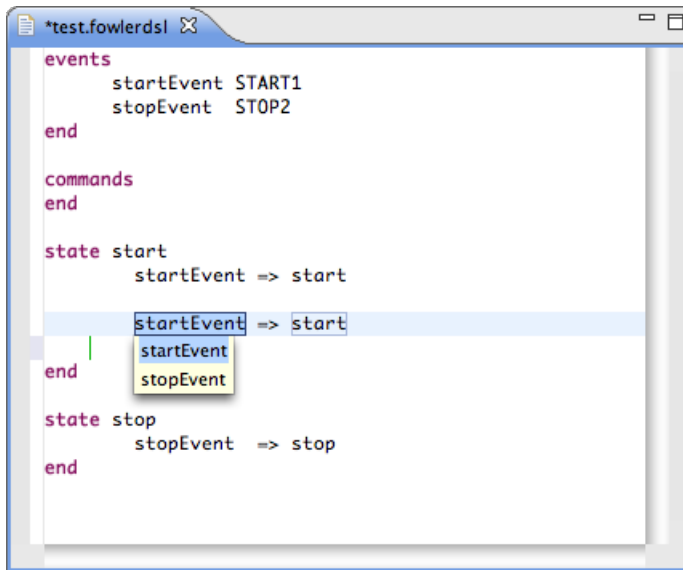 *test.fowlerdsl
events
startEvent START1
stopEvent STOP2
end
commands
end
state start
startEvent => start
startEvent => start
startEvent
end
stopEvent
state stop
stopEvent => stop
end